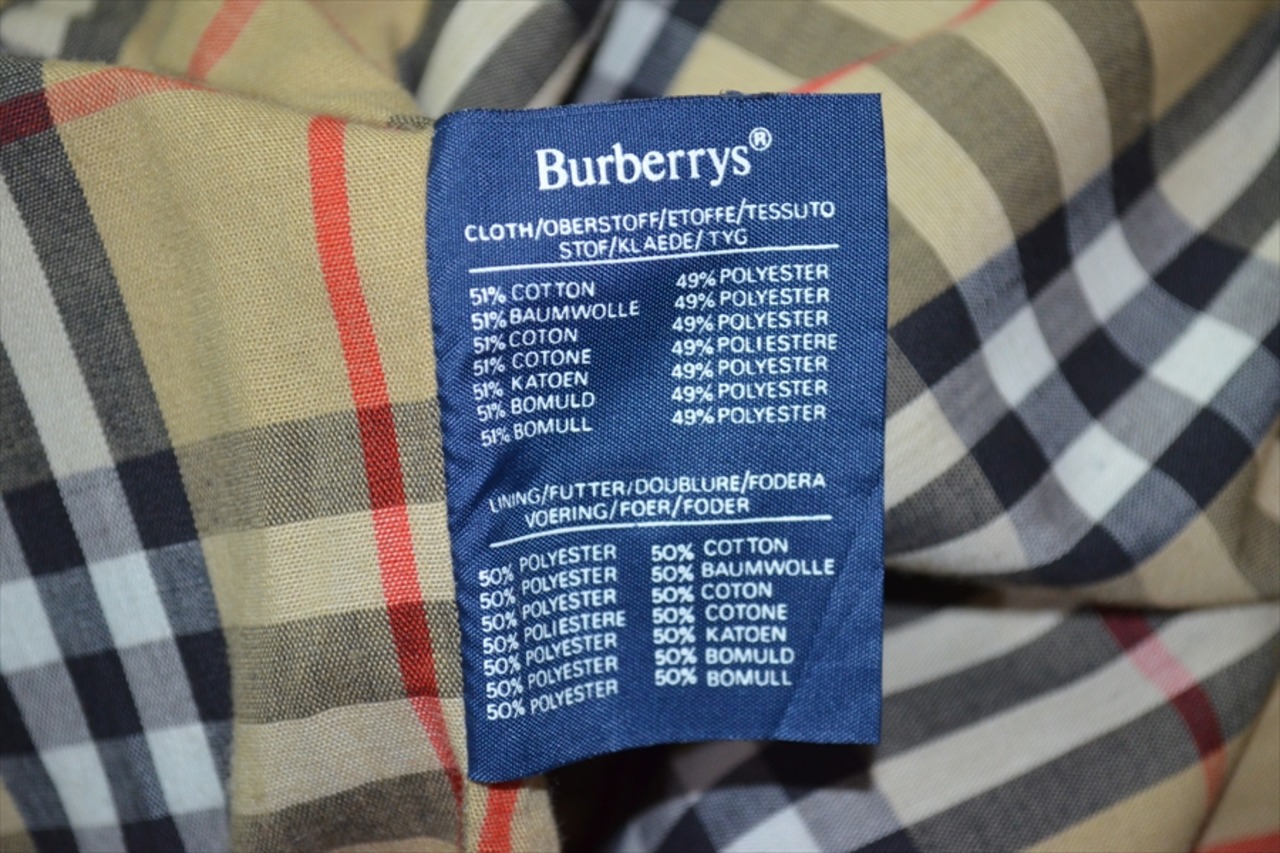 Burberrys®
CLOTH/OBERSTOFF/ETOFFE/TESSUTO
STOF/KLAEDE/TYG
51% COTTON 49% POLYESTER
51% BAUMWOLLE 49% POLYESTER
51% COTON 49% POLYESTER
51% COTONE 49% POLIESTERE
51% KATOEN 49% POLYESTER
51% BOMULD 49% POLYESTER
51% BOMULL 49% POLYESTER
LINING/FUTTER/DOUBLURE/FODERA
VOERING/FOER/FODER
50% POLYESTER 50% COTTON
50% POLYESTER 50% BAUMWOLLE
50% POLYESTER 50% COTON
50% POLIESTERE 50% COTONE
50% POLYESTER 50% KATOEN
50% POLYESTER 50% BOMULD
50% POLYESTER 50% BOMULL